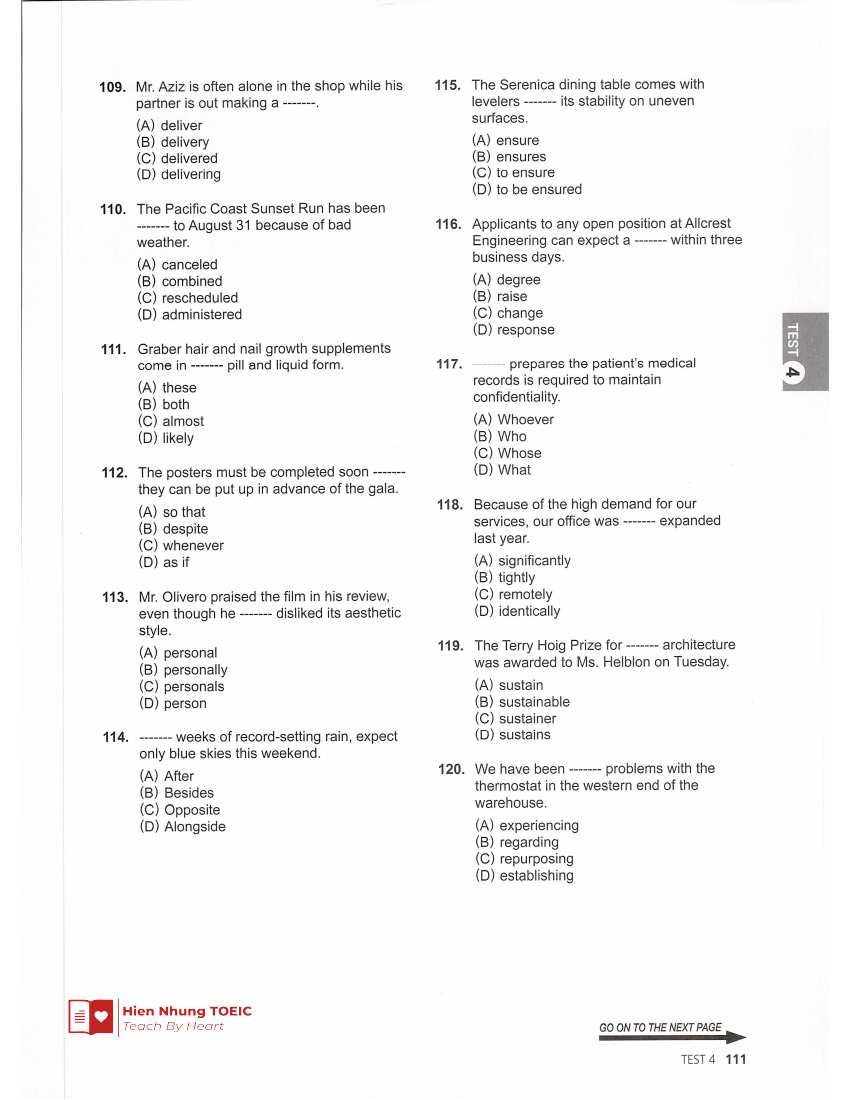 109. Mr. Aziz is often alone in the shop while his
partner is out making a -------.
(A) deliver
(B) delivery
(C) delivered
(D) delivering
110. The Pacific Coast Sunset Run has been
------- to August 31 because of bad
weather.
(A) canceled
(B) combined
(C) rescheduled
(D) administered
111. Graber hair and nail growth supplements
come in ------- pill and liquid form.
(A) these
(B) both
(C) almost
(D) likely
112. The posters must be completed soon -------
they can be put up in advance of the gala.
(A) so that
(B) despite
(C) whenever
(D) as if
113. Mr. Olivero praised the film in his review,
even though he ------- disliked its aesthetic
style.
(A) personal
(B) personally
(C) personals
(D) person
114. ------- weeks of record-setting rain, expect
only blue skies this weekend.
(A) After
(B) Besides
(C) Opposite
(D) Alongside
115. The Serenica dining table comes with
levelers ------- its stability on uneven
surfaces.
(A) ensure
(B) ensures
(C) to ensure
(D) to be ensured
116. Applicants to any open position at Allcrest
Engineering can expect a ------- within three
business days.
(A) degree
(B) raise
(C) change
(D) response
117. ------- prepares the patient's medical
records is required to maintain
confidentiality.
(A) Whoever
(B) Who
(C) Whose
(D) What
118. Because of the high demand for our
services, our office was ------- expanded
last year.
(A) significantly
(B) tightly
(C) remotely
(D) identically
119. The Terry Hoig Prize for ------- architecture
was awarded to Ms. Helblon on Tuesday.
(A) sustain
(B) sustainable
(C) sustainer
(D) sustains
120. We have been ------- problems with the
thermostat in the western end of the
warehouse.
(A) experiencing
(B) regarding
(C) repurposing
(D) establishing
TEST 4
Hien Nhung TOEIC
Teach By Heart
GO ON TO THE NEXT PAGE
TEST 4 111